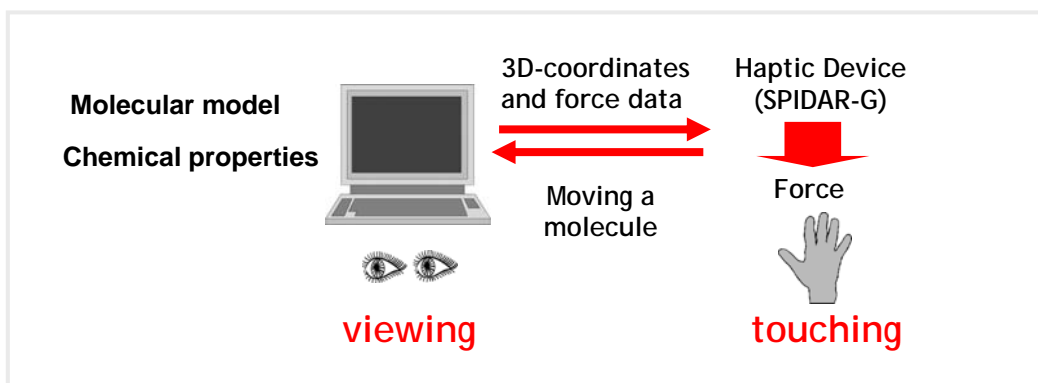 Molecular model
Chemical properties
3D-coordinates
and force data
Moving a
molecule
Haptic Device
(SPIDAR-G)
Force
viewing
touching